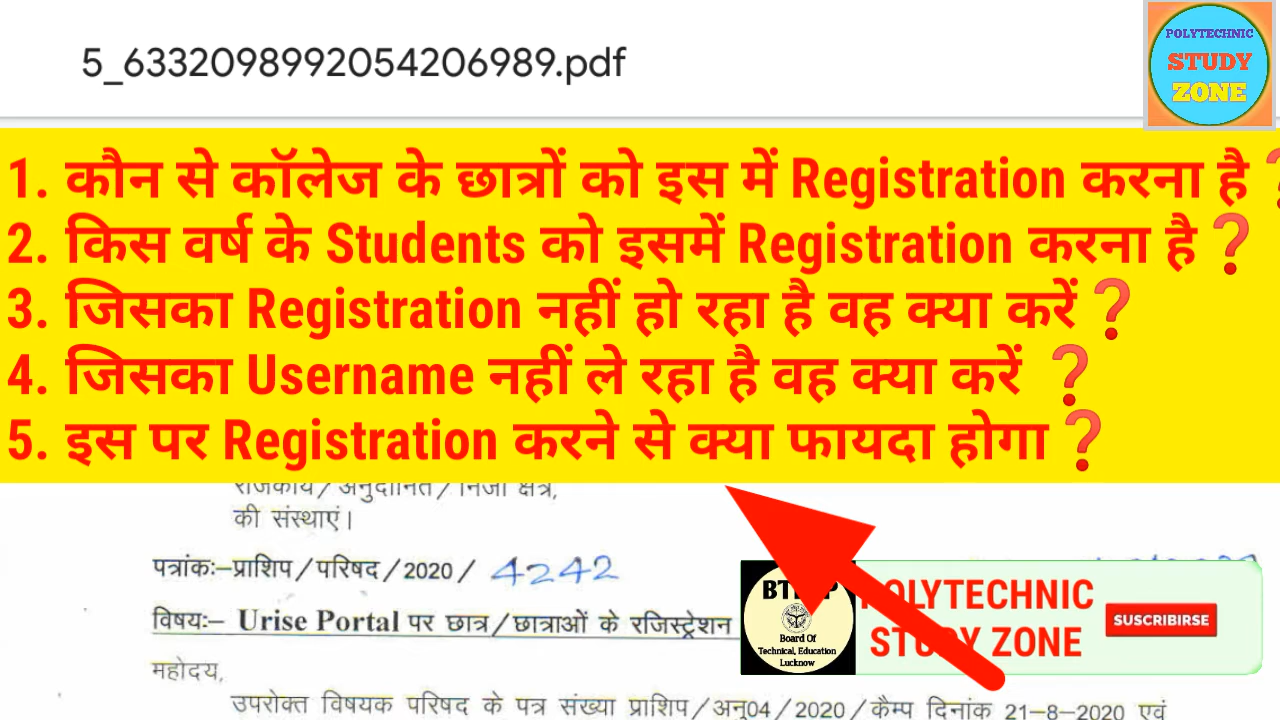 5_6332098992054206989.pdf
POLYTECHNIC
STUDY
ZONE
1. कौन से कॉलेज के छात्रों को इस में Registration करना है ?
2. किस वर्ष के Students को इसमें Registration करना है ?
3. जिसका Registration नहीं हो रहा है वह क्या करें ?
4. जिसका Username नहीं ले रहा है वह क्या करें ?
5. इस पर Registration करने से क्या फायदा होगा ?
राजकीय/अनुदानित/निजी क्षेत्र,
की संस्थाएं।
पत्रांकः–प्राशिप/परिषद/2020/ 4242
विषयः– Urise Portal पर छात्र/छात्राओं के रजिस्ट्रेशन
Board Of
Technical, Education
Lucknow
POLYTECHNIC
STUDY ZONE
SUSCRIBIRSE
महोदय,
उपरोक्त विषयक परिषद के पत्र संख्या प्राशिप/अनु04/2020/कैम्प दिनांक 21-8-2020 एवं